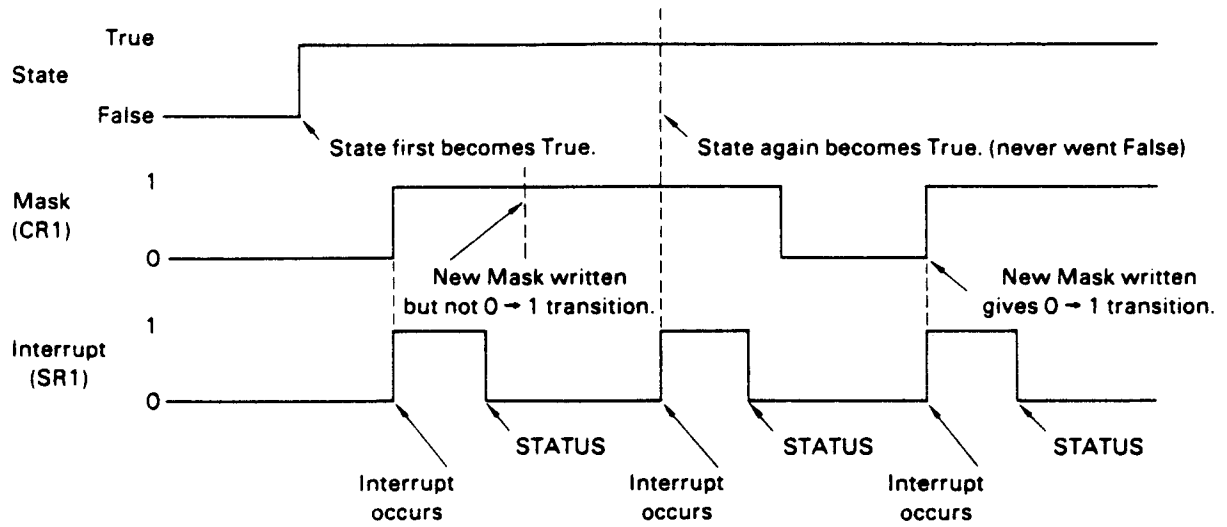 True
State
False
State first becomes True.
State again becomes True. (never went False)
1
Mask
(CR1)
0
New Mask written
but not 0 → 1 transition.
New Mask written
gives 0 → 1 transition.
1
Interrupt
(SR1)
0
STATUS
STATUS
STATUS
Interrupt
occurs
Interrupt
occurs
Interrupt
occurs